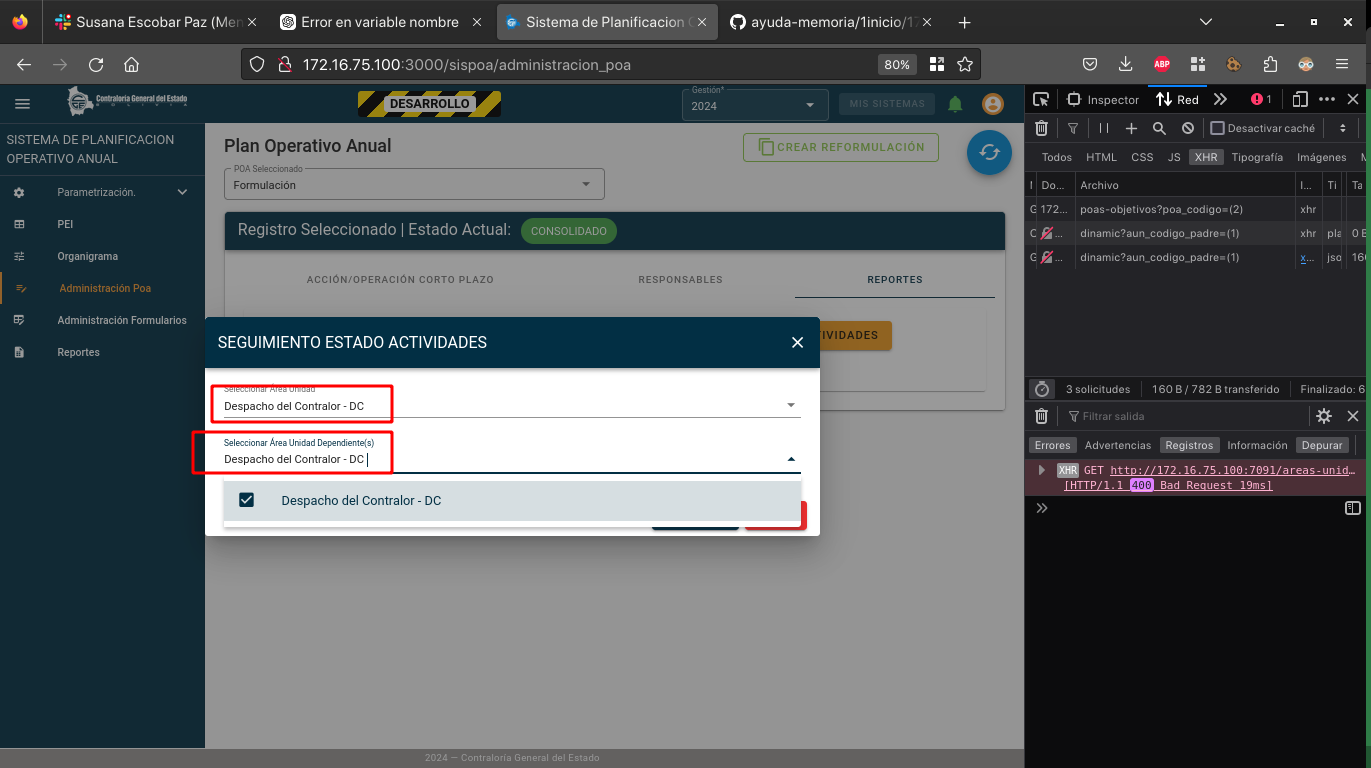 Susana Escobar Paz (Men
Error en variable nombre
Sistema de Planificacion O
ayuda-memoria/1inicio/17
172.16.75.100:3000/sispoa/administracion_poa
80%
ABP
Contraloría General del Estado
DESARROLLO
Gestión*
2024
MIS SISTEMAS
SISTEMA DE PLANIFICACION
OPERATIVO ANUAL
Parametrización.
PEI
Organigrama
Administración Poa
Administración Formularios
Reportes
Plan Operativo Anual
CREAR REFORMULACIÓN
POA Seleccionado
Formulación
Registro Seleccionado | Estado Actual:
CONSOLIDADO
ACCIÓN/OPERACIÓN CORTO PLAZO
RESPONSABLES
REPORTES
IVIDADES
SEGUIMIENTO ESTADO ACTIVIDADES
Seleccionar Área Unidad
Despacho del Contralor - DC
Seleccionar Área Unidad Dependiente(s)
Despacho del Contralor - DC
Despacho del Contralor - DC
2024 — Contraloría General del Estado
Inspector
Red
1
Desactivar caché
Todos
HTML
CSS
JS
XHR
Tipografía
Imágenes
Do...
Archivo
I...
Ti
Ta
172...
poas-objetivos?poa_codigo=(2)
xhr
...
dinamic?aun_codigo_padre=(1)
xhr
pla
0 B
...
dinamic?aun_codigo_padre=(1)
x...
jso
16
3 solicitudes
160 B / 782 B transferido
Finalizado: 6
Filtrar salida
Errores
Advertencias
Registros
Información
Depurar
XHR GET http://172.16.75.100:7091/areas-unid…
[HTTP/1.1 400 Bad Request 19ms]